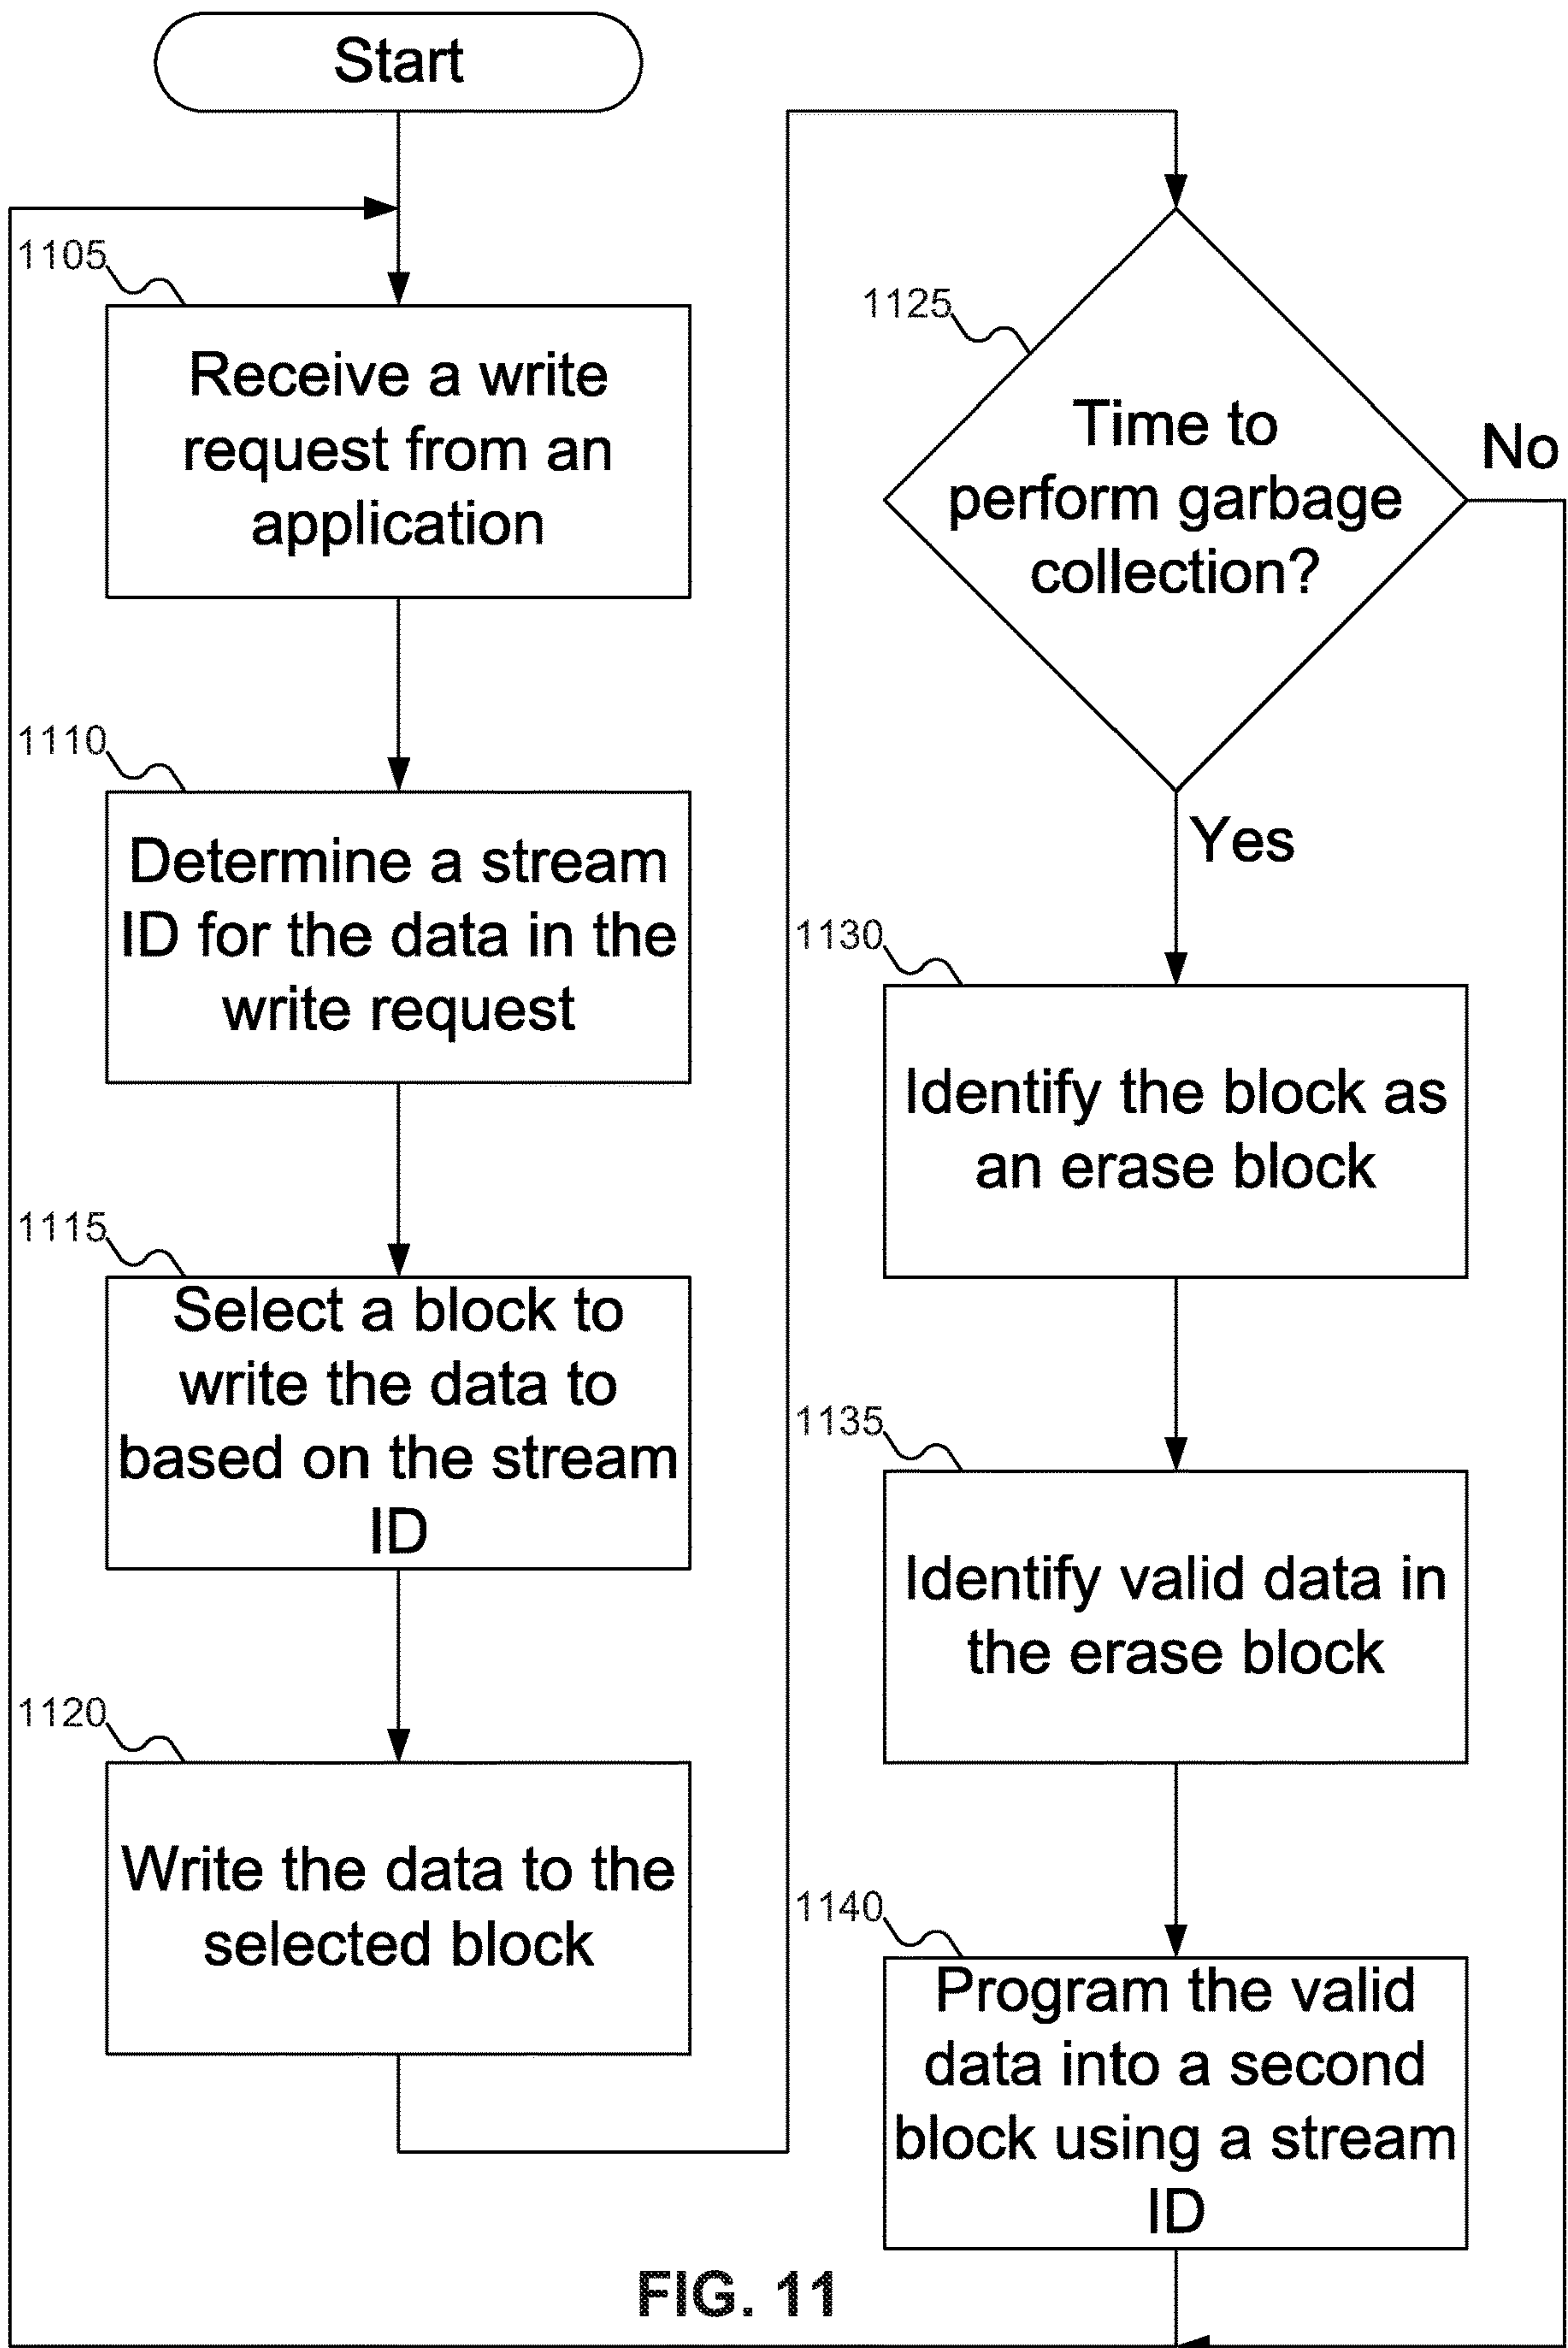 Start
1105
Receive a write
request from an
application
1110
Determine a stream
ID for the data in the
write request
1115
Select a block to
write the data to
based on the stream
ID
1120
Write the data to the
selected block
1125
Time to
perform garbage
collection?
No
Yes
1130
Identify the block as
an erase block
1135
Identify valid data in
the erase block
1140
Program the valid
data into a second
block using a stream
ID
FIG. 11